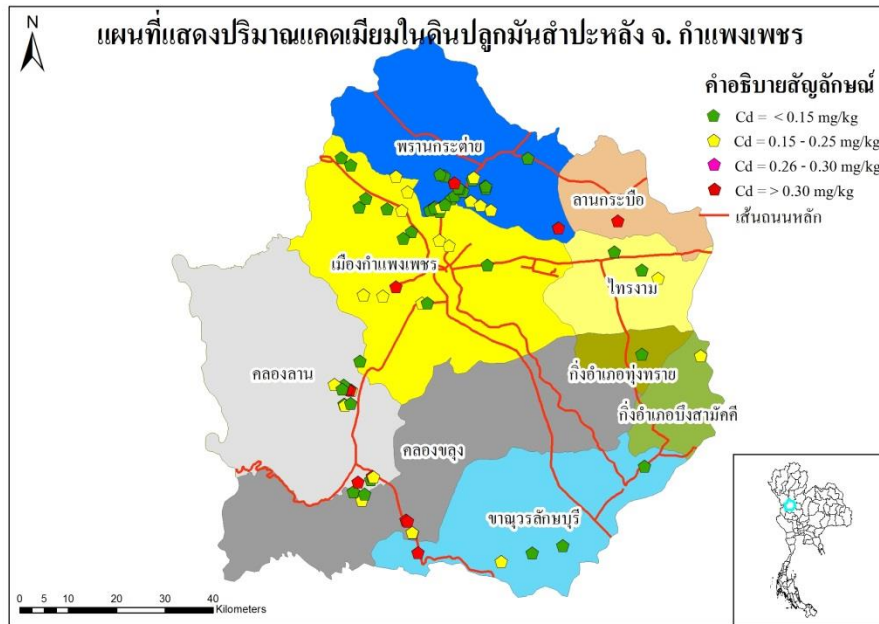 แผนที่แสดงปริมาณแคดเมียมในดินปลูกมันสำปะหลัง จ. กำแพงเพชร
N
คำอธิบายสัญลักษณ์
Cd = < 0.15 mg/kg
Cd = 0.15 - 0.25 mg/kg
Cd = 0.26 - 0.30 mg/kg
Cd = > 0.30 mg/kg
เส้นถนนหลัก
พรานกระต่าย
ลานกระบือ
เมืองกำแพงเพชร
ไทรงาม
คลองลาน
กิ่งอำเภอทุ่งทราย
กิ่งอำเภอบึงสามัคคี
คลองขลุง
ขาณุวรลักษบุรี
0 5 10 20 30 40
Kilometers